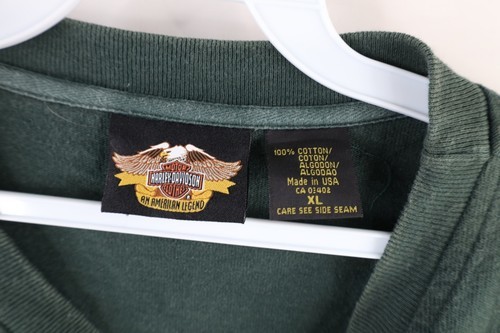 MOTOR
HARLEY-DAVIDSON
CYCLES
AN AMERICAN LEGEND
100% COTTON/
COTON/
ALGODON/
ALGODAO
Made in USA
CA 03402
XL
CARE SEE SIDE SEAM